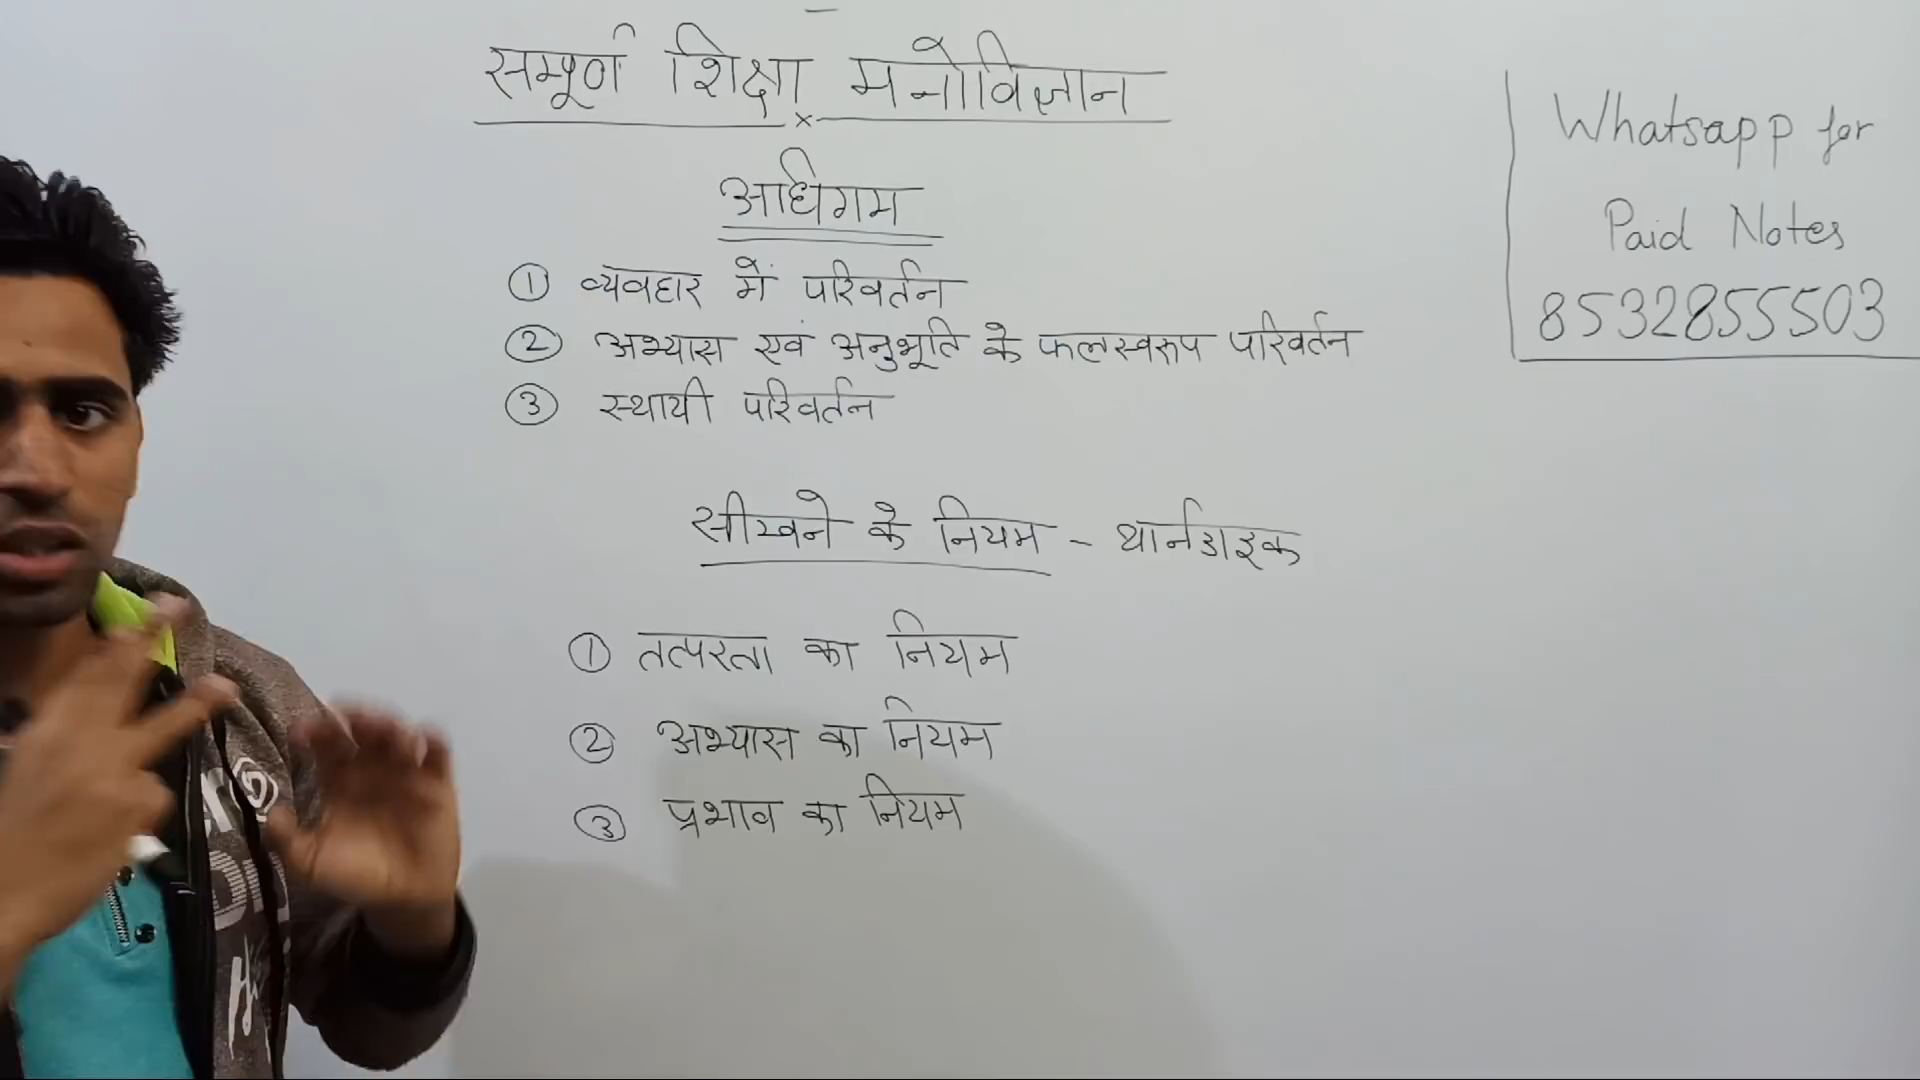 सम्पूर्ण शिक्षा मनोविज्ञान
अधिगम
① व्यवहार में परिवर्तन
② अभ्यास एवं अनुभूति के फलस्वरूप परिवर्तन
③ स्थायी परिवर्तन
सीखने के नियम - थार्नडाइक
① तत्परता का नियम
② अभ्यास का नियम
③ प्रभाव का नियम
Whatsapp for
Paid Notes
8532855503